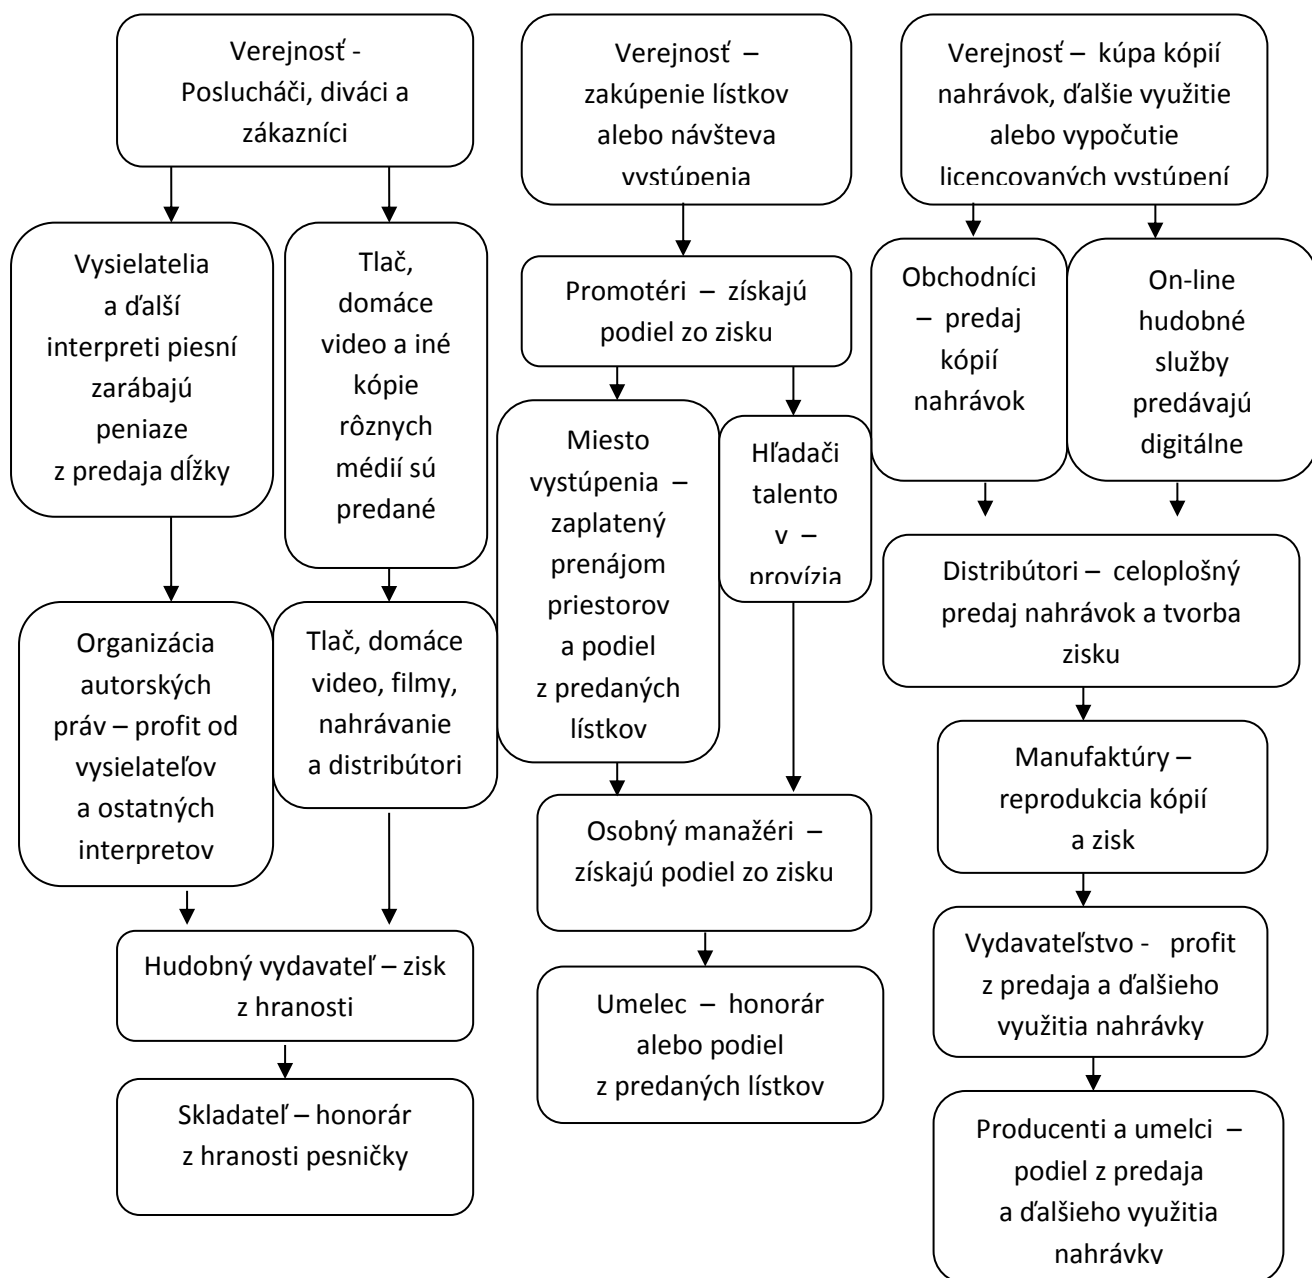 Verejnosť -
Poslucháči, diváci a
zákazníci
Vysielatelia
a ďalší
interpreti piesní
zarábajú
peniaze
z predaja dĺžky
Tlač,
domáce
video a iné
kópie
rôznych
médií sú
predané
Organizácia
autorských
práv – profit od
vysielateľov
a ostatných
interpretov
Tlač, domáce
video, filmy,
nahrávanie
a distribútori
Hudobný vydavateľ – zisk
z hranosti
Skladateľ – honorár
z hranosti pesničky
Verejnosť –
zakúpenie lístkov
alebo návšteva
vystúpenia
Promotéri – získajú
podiel zo zisku
Miesto
vystúpenia –
zaplatený
prenájom
priestorov
a podiel
z predaných
lístkov
Hľadači
talento
v –
provízia
Osobný manažéri –
získajú podiel zo zisku
Umelec – honorár
alebo podiel
z predaných lístkov
Verejnosť – kúpa kópií
nahrávok, ďalšie využitie
alebo vypočutie
licencovaných vystúpení
Obchodníci
– predaj
kópií
nahrávok
On-line
hudobné
služby
predávajú
digitálne
Distribútori – celoplošný
predaj nahrávok a tvorba
zisku
Manufaktúry –
reprodukcia kópií
a zisk
Vydavateľstvo - profit
z predaja a ďalšieho
využitia nahrávky
Producenti a umelci –
podiel z predaja
a ďalšieho využitia
nahrávky